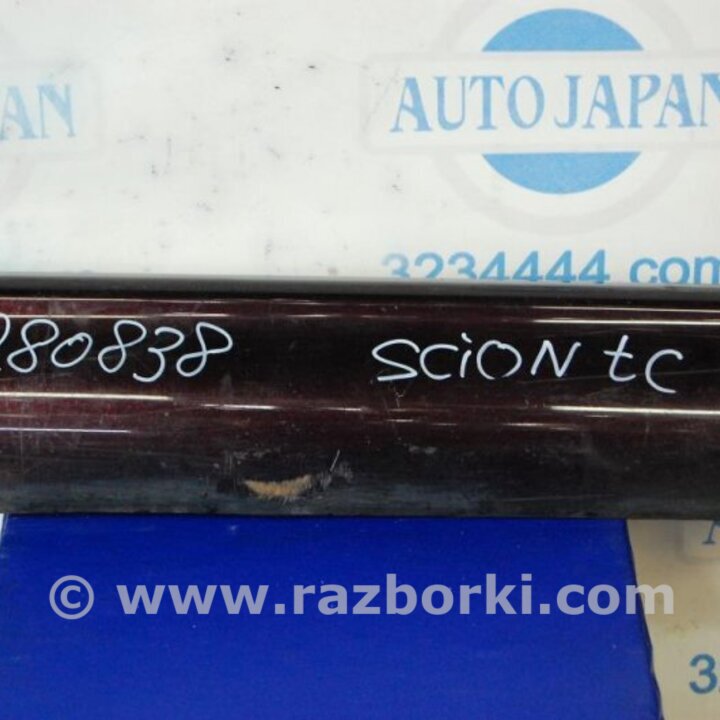 AN AUTO JAPAN
3234444.com
280838 SCiON tC
© www.razborki.com